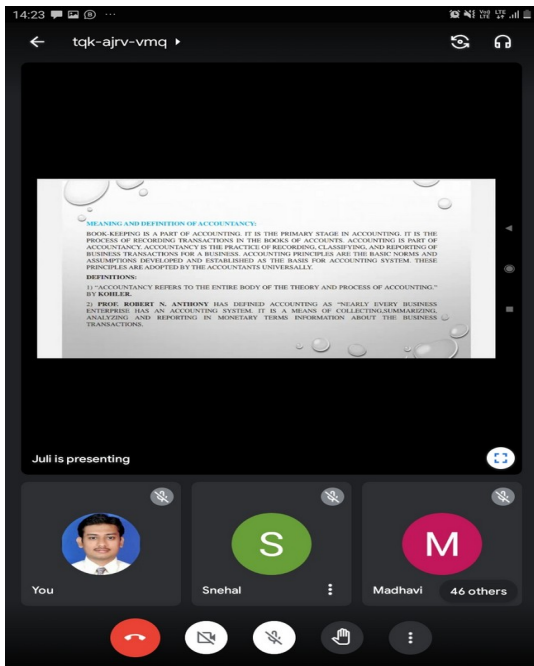 14:23
LTE
tqk-ajrv-vmq
MEANING AND DEFINITION OF ACCOUNTANCY:
BOOK-KEEPING IS A PART OF ACCOUNTING. IT IS THE PRIMARY STAGE IN ACCOUNTING. IT IS THE
PROCESS OF RECORDING TRANSACTIONS IN THE BOOKS OF ACCOUNTS. ACCOUNTING IS PART OF
ACCOUNTANCY. ACCOUNTANCY IS THE PRACTICE OF RECORDING, CLASSIFYING, AND REPORTING OF
BUSINESS TRANSACTIONS FOR A BUSINESS. ACCOUNTING PRINCIPLES ARE THE BASIC NORMS AND
ASSUMPTIONS DEVELOPED AND ESTABLISHED AS THE BASIS FOR ACCOUNTING SYSTEM. THESE
PRINCIPLES ARE ADOPTED BY THE ACCOUNTANTS UNIVERSALLY.
DEFINITIONS:
1) "ACCOUNTANCY REFERS TO THE ENTIRE BODY OF THE THEORY AND PROCESS OF ACCOUNTING."
BY KOHLER.
2) PROF. ROBERT N. ANTHONY HAS DEFINED ACCOUNTING AS "NEARLY EVERY BUSINESS
ENTERPRISE HAS AN ACCOUNTING SYSTEM. IT IS A MEANS OF COLLECTING,SUMMARIZING,
ANALYZING AND REPORTING IN MONETARY TERMS INFORMATION ABOUT THE BUSINESS
TRANSACTIONS.
Juli is presenting
S
M
You
Snehal
Madhavi
46 others